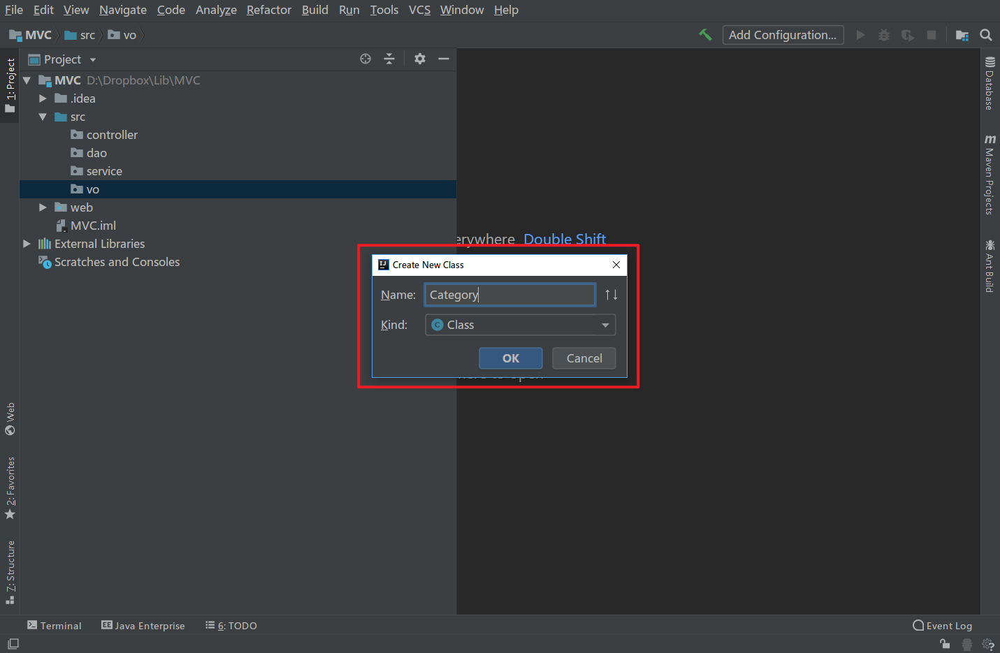 File Edit View Navigate Code Analyze Refactor Build Run Tools VCS Window Help
MVC src vo
Add Configuration...
1: Project
Project
MVC D:\Dropbox\Lib\MVC
.idea
src
controller
dao
service
vo
web
MVC.iml
External Libraries
Scratches and Consoles
erywhere Double Shift
Create New Class
Name: Category
Kind: C Class
OK Cancel
Database
m Maven Projects
Ant Build
Web
2: Favorites
7: Structure
Terminal EE Java Enterprise 6: TODO Event Log